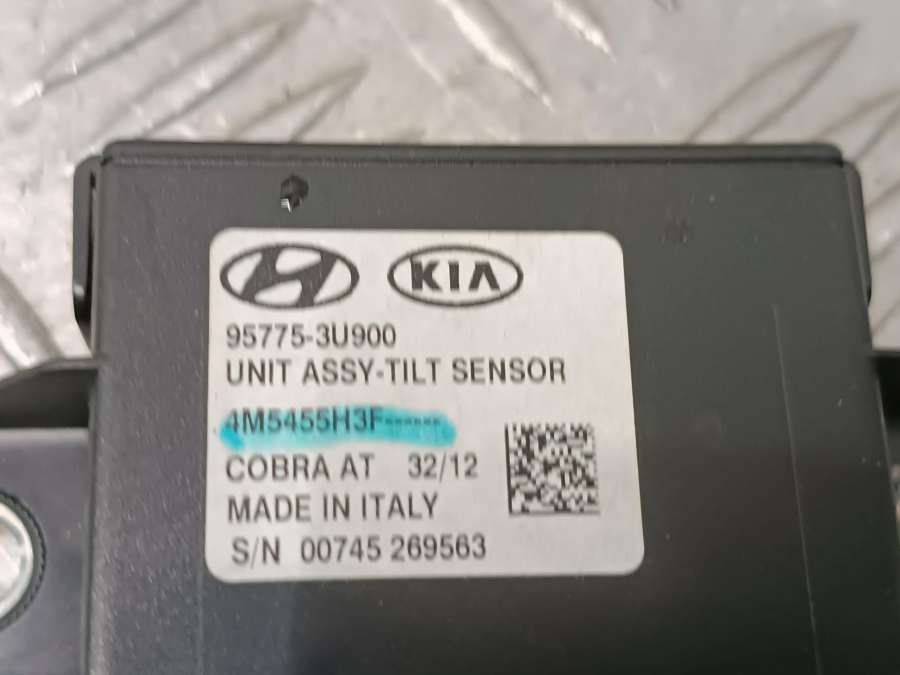 KIA
95775-3U900
UNIT ASSY-TILT SENSOR
4M5455H3F------
COBRA AT 32/12
MADE IN ITALY
S/N 00745 269563